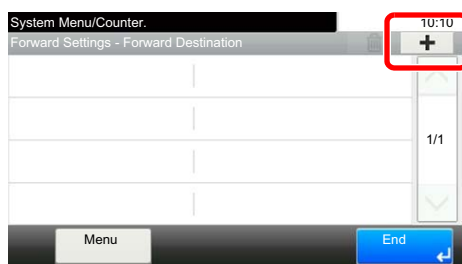 System Menu/Counter. 10:10
Forward Settings - Forward Destination
1/1
Menu End